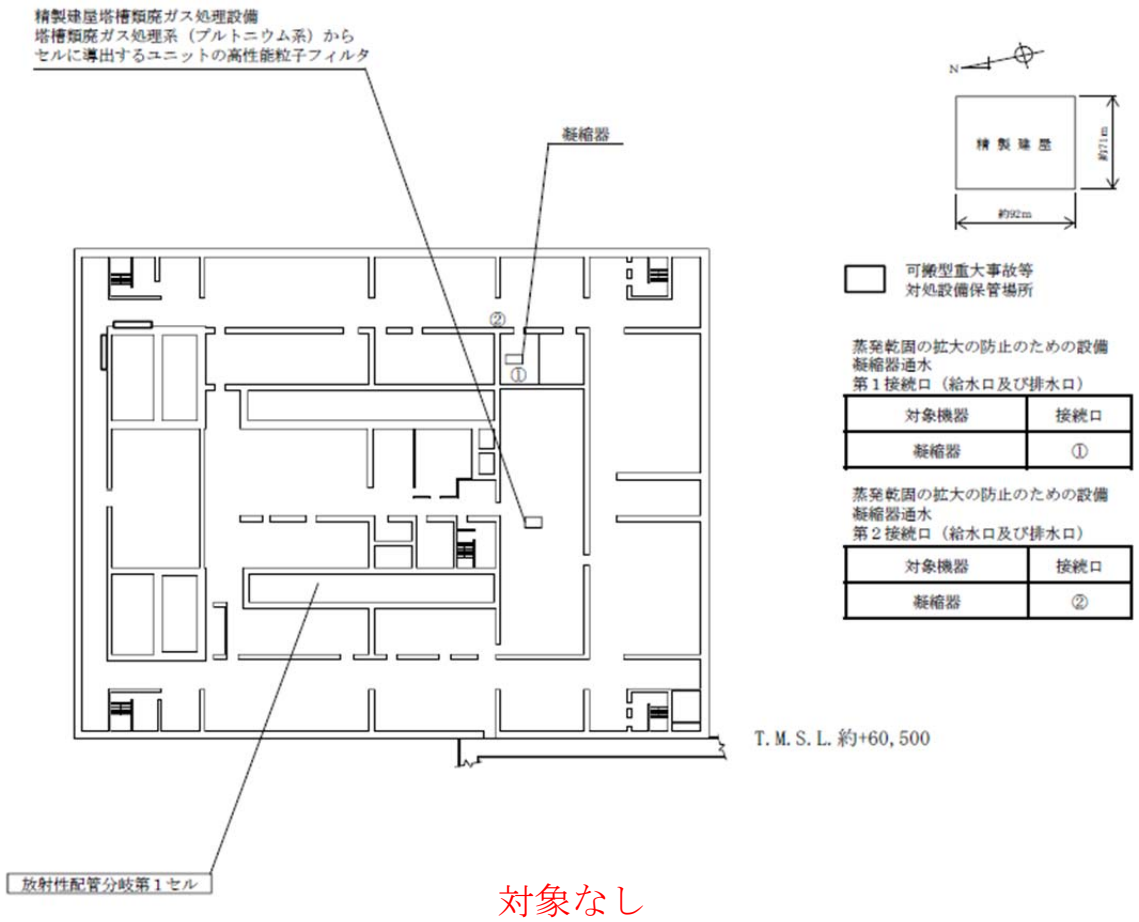 精製建屋塔槽類廃ガス処理設備
塔槽類廃ガス処理系（プルトニウム系）から
セルに導出するユニットの高性能粒子フィルタ
凝縮器
N
精製建屋
約71m
約92m
可搬型重大事故等
対処設備保管場所
②
①
蒸発乾固の拡大の防止のための設備
凝縮器通水
第1接続口（給水口及び排水口）
対象機器 接続口
凝縮器 ①
蒸発乾固の拡大の防止のための設備
凝縮器通水
第2接続口（給水口及び排水口）
対象機器 接続口
凝縮器 ②
T.M.S.L.約+60,500
放射性配管分岐第1セル
対象なし